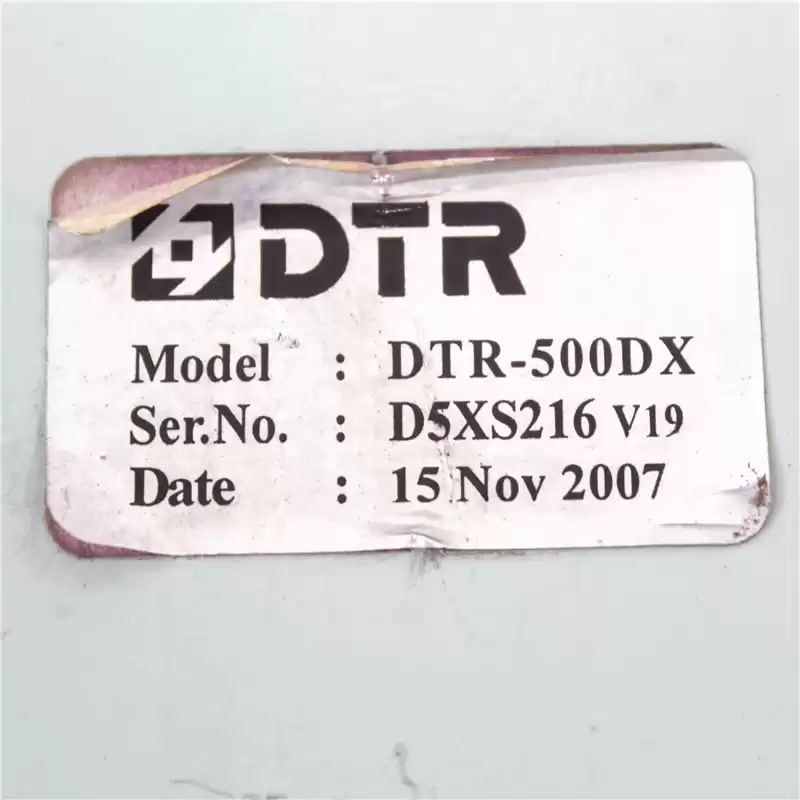 DTR
Model : DTR-500DX
Ser.No. : D5XS216 V19
Date : 15 Nov 2007